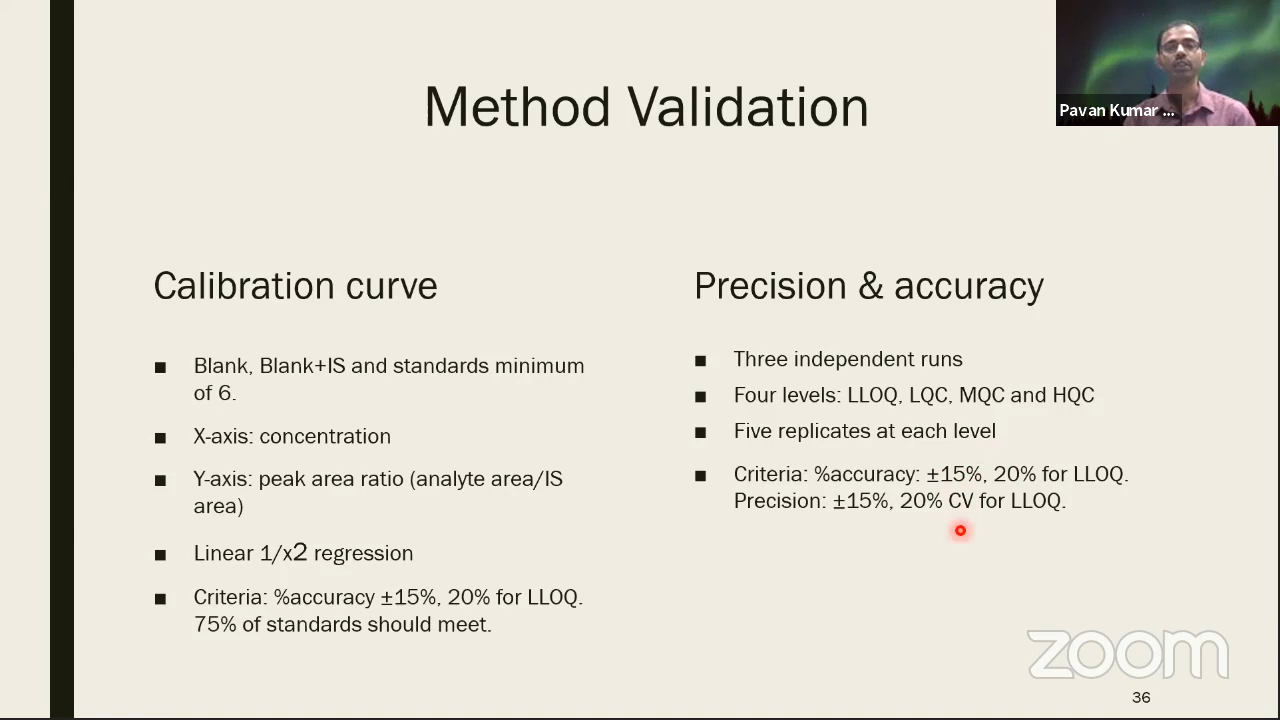 Pavan Kumar ...
Method Validation
Calibration curve
■ Blank, Blank+IS and standards minimum
of 6.
■ X-axis: concentration
■ Y-axis: peak area ratio (analyte area/IS
area)
■ Linear 1/x2 regression
■ Criteria: %accuracy ±15%, 20% for LLOQ.
75% of standards should meet.
Precision & accuracy
■ Three independent runs
■ Four levels: LLOQ, LQC, MQC and HQC
■ Five replicates at each level
■ Criteria: %accuracy: ±15%, 20% for LLOQ.
Precision: ±15%, 20% CV for LLOQ.
zoom
36